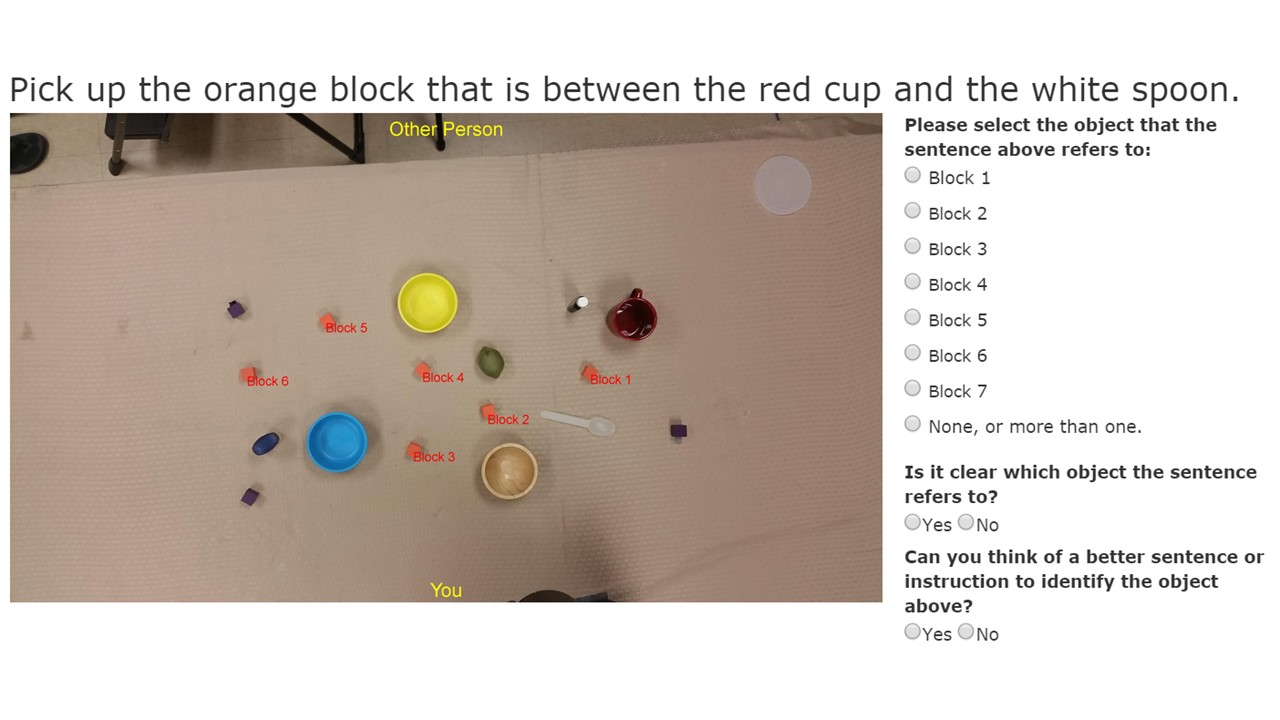 Pick up the orange block that is between the red cup and the white spoon.
Other Person
Block 5
Block 4
Block 6
Block 1
Block 2
Block 3
You
Please select the object that the
sentence above refers to:
Block 1
Block 2
Block 3
Block 4
Block 5
Block 6
Block 7
None, or more than one.
Is it clear which object the sentence
refers to?
Yes No
Can you think of a better sentence or
instruction to identify the object
above?
Yes No